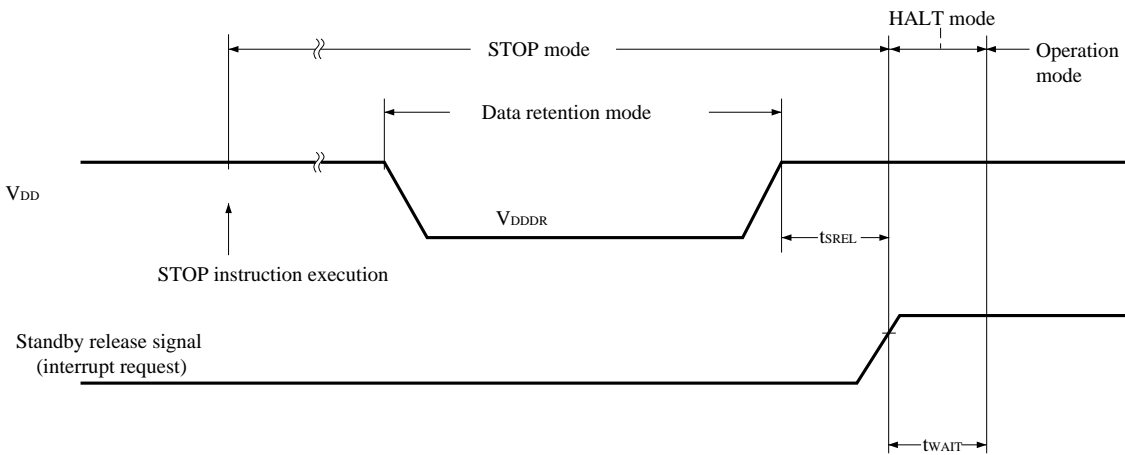 HALT mode
STOP mode
Operation
mode
Data retention mode
VDD
VDDDR
tSREL
STOP instruction execution
Standby release signal
(interrupt request)
tWAIT